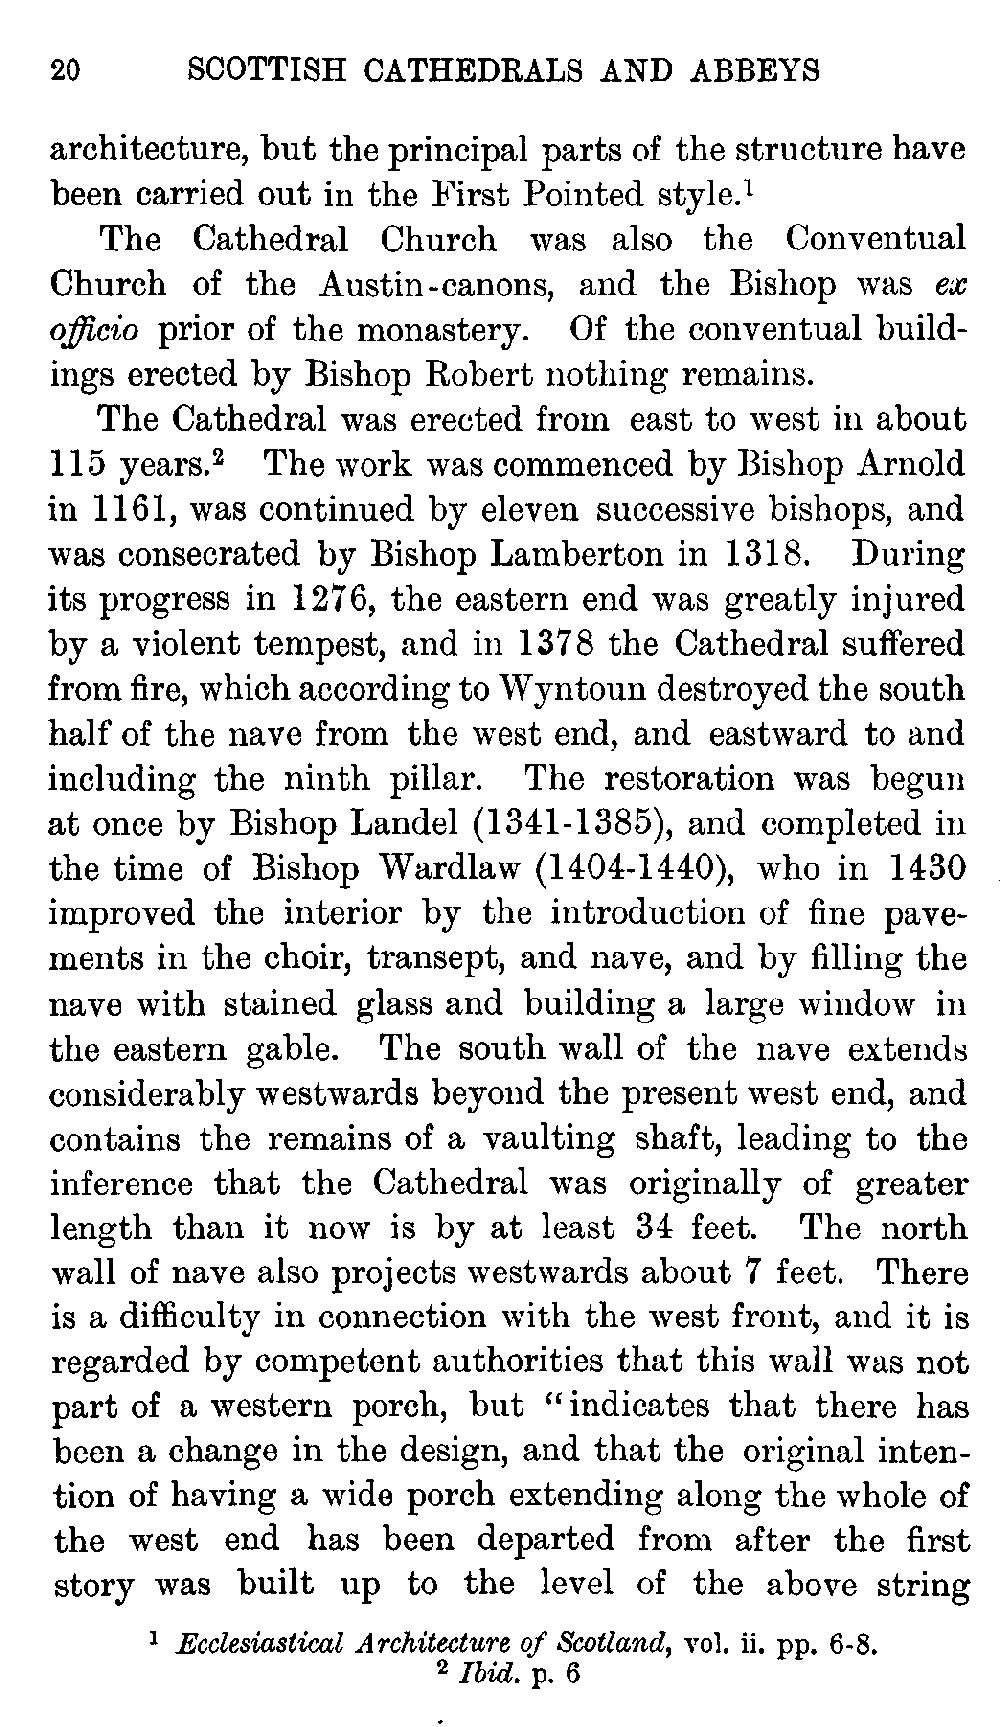 20 SCOTTISH CATHEDRALS AND ABBEYS
architecture, but the principal parts of the structure have
been carried out in the First Pointed style.¹
The Cathedral Church was also the Conventual
Church of the Austin-canons, and the Bishop was ex
officio prior of the monastery. Of the conventual build-
ings erected by Bishop Robert nothing remains.
The Cathedral was erected from east to west in about
115 years.² The work was commenced by Bishop Arnold
in 1161, was continued by eleven successive bishops, and
was consecrated by Bishop Lamberton in 1318. During
its progress in 1276, the eastern end was greatly injured
by a violent tempest, and in 1378 the Cathedral suffered
from fire, which according to Wyntoun destroyed the south
half of the nave from the west end, and eastward to and
including the ninth pillar. The restoration was begun
at once by Bishop Landel (1341-1385), and completed in
the time of Bishop Wardlaw (1404-1440), who in 1430
improved the interior by the introduction of fine pave-
ments in the choir, transept, and nave, and by filling the
nave with stained glass and building a large window in
the eastern gable. The south wall of the nave extends
considerably westwards beyond the present west end, and
contains the remains of a vaulting shaft, leading to the
inference that the Cathedral was originally of greater
length than it now is by at least 34 feet. The north
wall of nave also projects westwards about 7 feet. There
is a difficulty in connection with the west front, and it is
regarded by competent authorities that this wall was not
part of a western porch, but “indicates that there has
been a change in the design, and that the original inten-
tion of having a wide porch extending along the whole of
the west end has been departed from after the first
story was built up to the level of the above string
¹ Ecclesiastical Architecture of Scotland, vol. ii. pp. 6-8.
² Ibid. p. 6